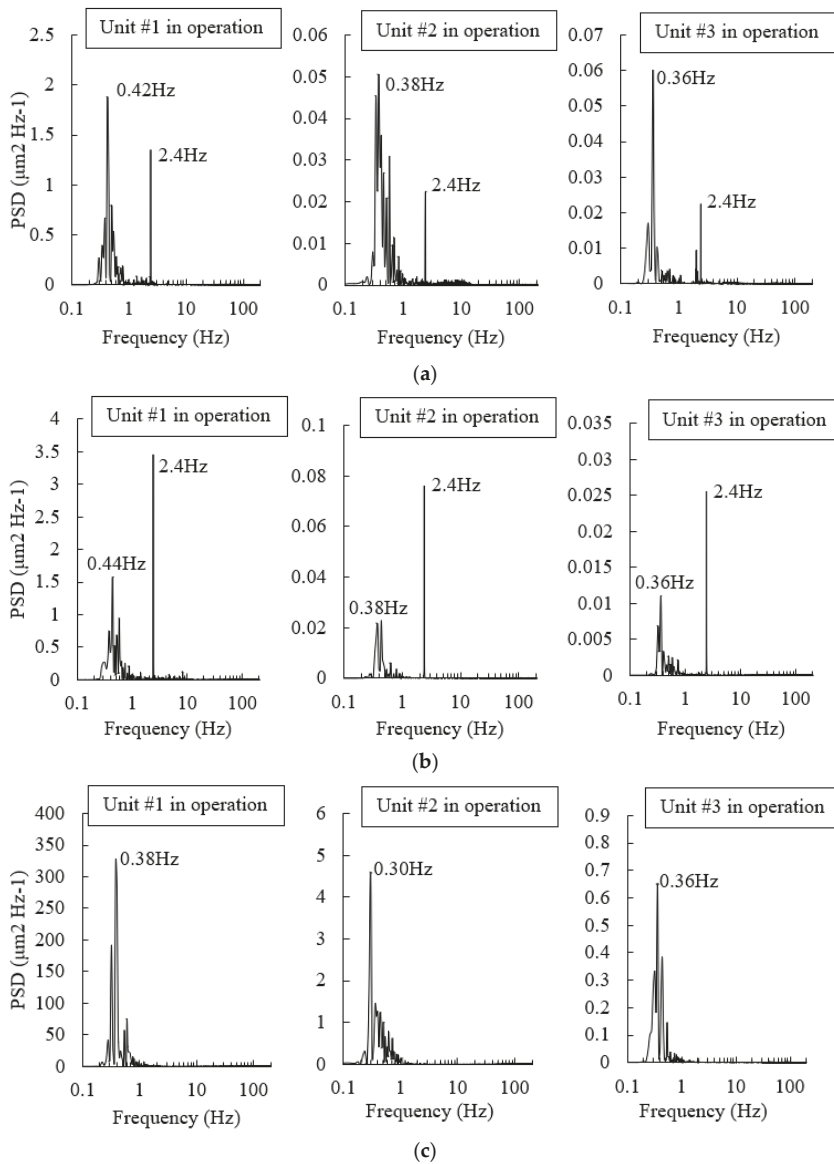 Unit #1 in operation
Unit #2 in operation
Unit #3 in operation
PSD (μm2 Hz-1)
2.5
2
1.5
1
0.5
0
0.42Hz
2.4Hz
0.1 1 10 100
Frequency (Hz)
0.06
0.05
0.04
0.03
0.02
0.01
0
0.38Hz
2.4Hz
0.1 1 10 100
Frequency (Hz)
0.07
0.06
0.05
0.04
0.03
0.02
0.01
0
0.36Hz
2.4Hz
0.1 1 10 100
Frequency (Hz)
(a)
Unit #1 in operation
Unit #2 in operation
Unit #3 in operation
PSD (μm2 Hz-1)
4
3.5
3
2.5
2
1.5
1
0.5
0
2.4Hz
0.44Hz
0.1 1 10 100
Frequency (Hz)
0.1
0.08
0.06
0.04
0.02
0
2.4Hz
0.38Hz
0.1 1 10 100
Frequency (Hz)
0.035
0.03
0.025
0.02
0.015
0.01
0.005
0
2.4Hz
0.36Hz
0.1 1 10 100
Frequency (Hz)
(b)
Unit #1 in operation
Unit #2 in operation
Unit #3 in operation
PSD (μm2 Hz-1)
400
350
300
250
200
150
100
50
0
0.38Hz
0.1 1 10 100
Frequency (Hz)
6
5
4
3
2
1
0
0.30Hz
0.1 1 10 100
Frequency (Hz)
0.9
0.8
0.7
0.6
0.5
0.4
0.3
0.2
0.1
0
0.36Hz
0.1 1 10 100
Frequency (Hz)
(c)